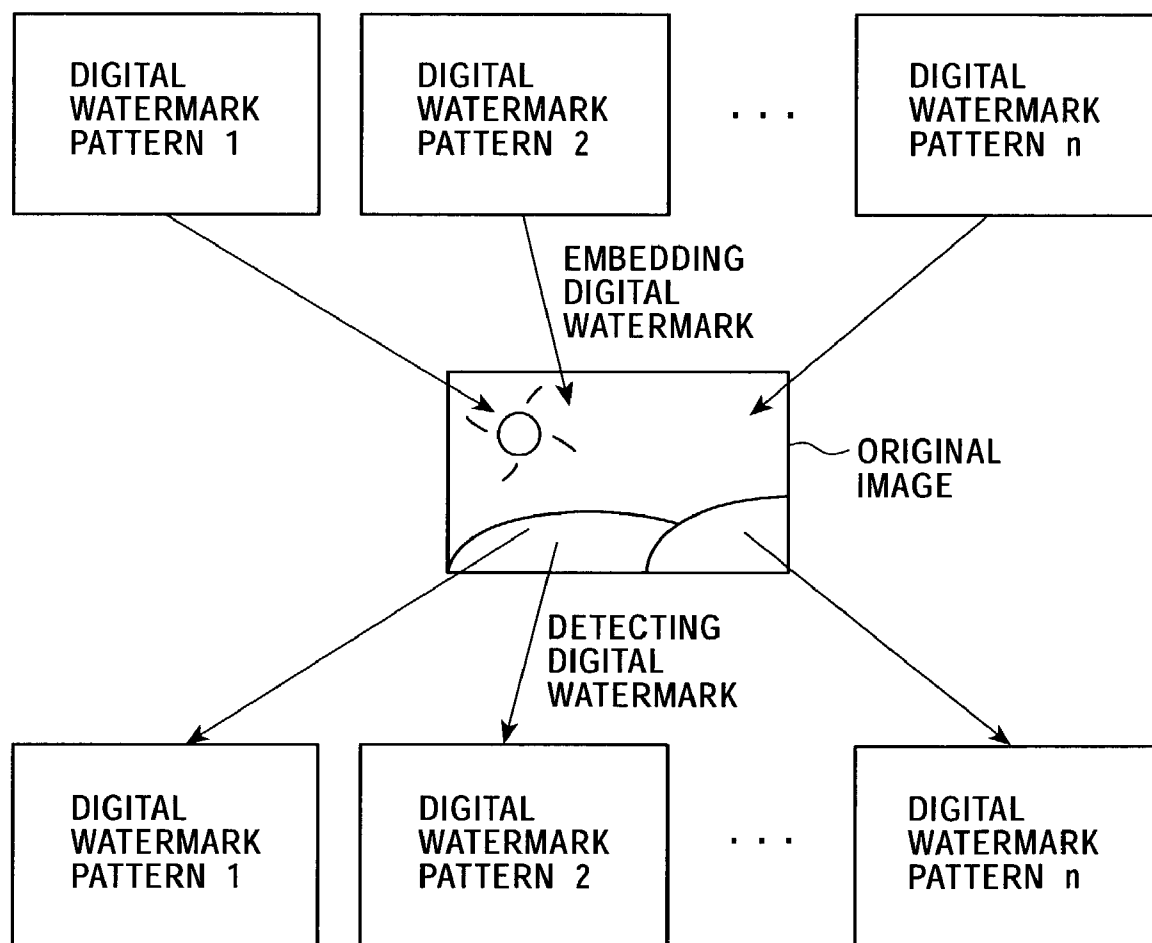 DIGITAL
WATERMARK
PATTERN 1
DIGITAL
WATERMARK
PATTERN 2
. . .
DIGITAL
WATERMARK
PATTERN n
EMBEDDING
DIGITAL
WATERMARK
ORIGINAL
IMAGE
DETECTING
DIGITAL
WATERMARK
DIGITAL
WATERMARK
PATTERN 1
DIGITAL
WATERMARK
PATTERN 2
. . .
DIGITAL
WATERMARK
PATTERN n